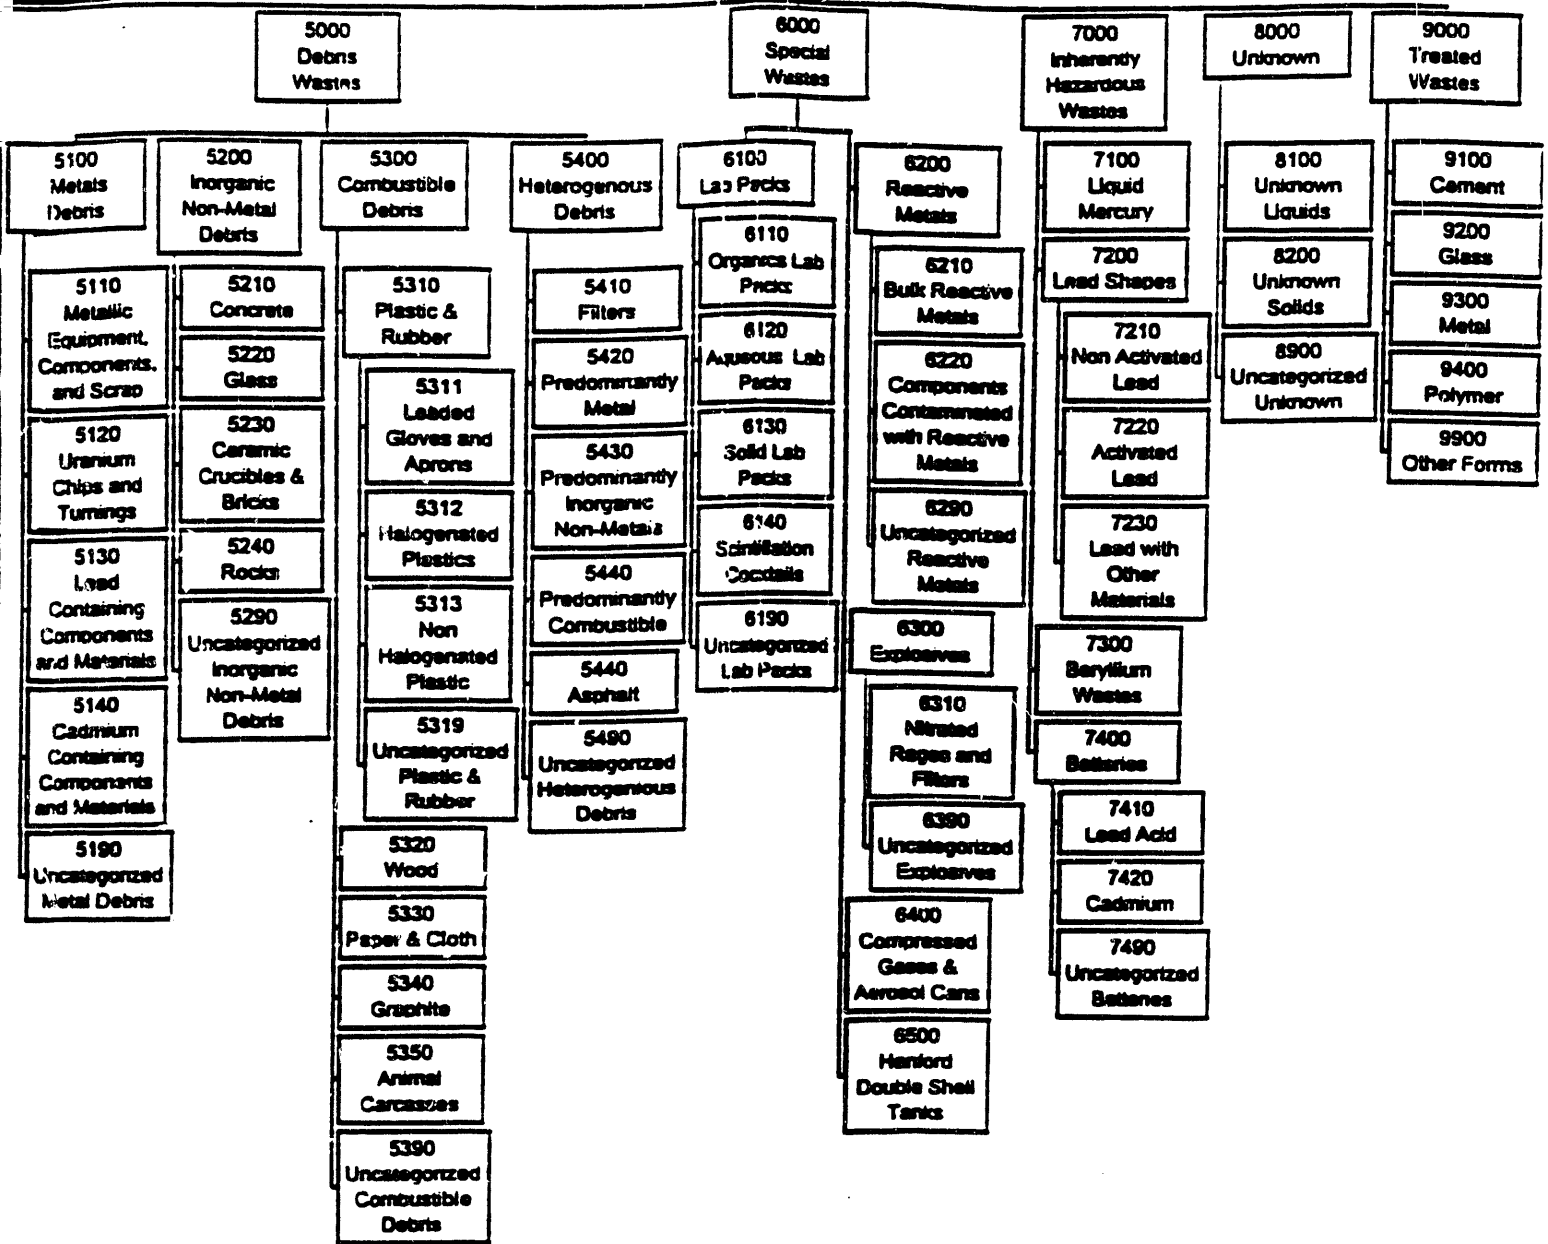 5000
Debris
Wastes
5100
Metals
Debris
5110
Metallic
Equipment,
Components,
and Scrap
5120
Uranium
Chips and
Turnings
5130
Lead
Containing
Components
and Materials
5140
Cadmium
Containing
Components
and Materials
5190
Uncategorized
Metal Debris
5200
Inorganic
Non-Metal
Debris
5210
Concrete
5220
Glass
5230
Ceramic
Crucibles &
Bricks
5240
Rocks
5290
Uncategorized
Inorganic
Non-Metal
Debris
5300
Combustible
Debris
5310
Plastic &
Rubber
5311
Leaded
Gloves and
Aprons
5312
Halogenated
Plastics
5313
Non
Halogenated
Plastic
5319
Uncategorized
Plastic &
Rubber
5320
Wood
5330
Paper & Cloth
5340
Graphite
5350
Animal
Carcasses
5390
Uncategorized
Combustible
Debris
5400
Heterogenous
Debris
5410
Filters
5420
Predominantly
Metal
5430
Predominantly
Inorganic
Non-Metals
5440
Predominantly
Combustible
5440
Asphalt
5490
Uncategorized
Heterogenious
Debris
6000
Special
Wastes
6100
Lab Packs
6110
Organics Lab
Packs
6120
Aqueous Lab
Packs
6130
Solid Lab
Packs
6140
Scintillation
Cocktails
6190
Uncategorized
Lab Packs
6200
Reactive
Metals
6210
Bulk Reactive
Metals
6220
Components
Contaminated
with Reactive
Metals
6290
Uncategorized
Reactive
Metals
6300
Explosives
6310
Nitrated
Rages and
Filters
6390
Uncategorized
Explosives
6400
Compressed
Gases &
Aerosol Cans
6500
Hanford
Double Shell
Tanks
7000
Inherently
Hazardous
Wastes
7100
Liquid
Mercury
7200
Lead Shapes
7210
Non Activated
Lead
7220
Activated
Lead
7230
Lead with
Other
Materials
7300
Beryllium
Wastes
7400
Batteries
7410
Lead Acid
7420
Cadmium
7490
Uncategorized
Batteries
8000
Unknown
8100
Unknown
Liquids
8200
Unknown
Solids
8900
Uncategorized
Unknown
9000
Treated
Wastes
9100
Cement
9200
Glass
9300
Metal
9400
Polymer
9900
Other Forms